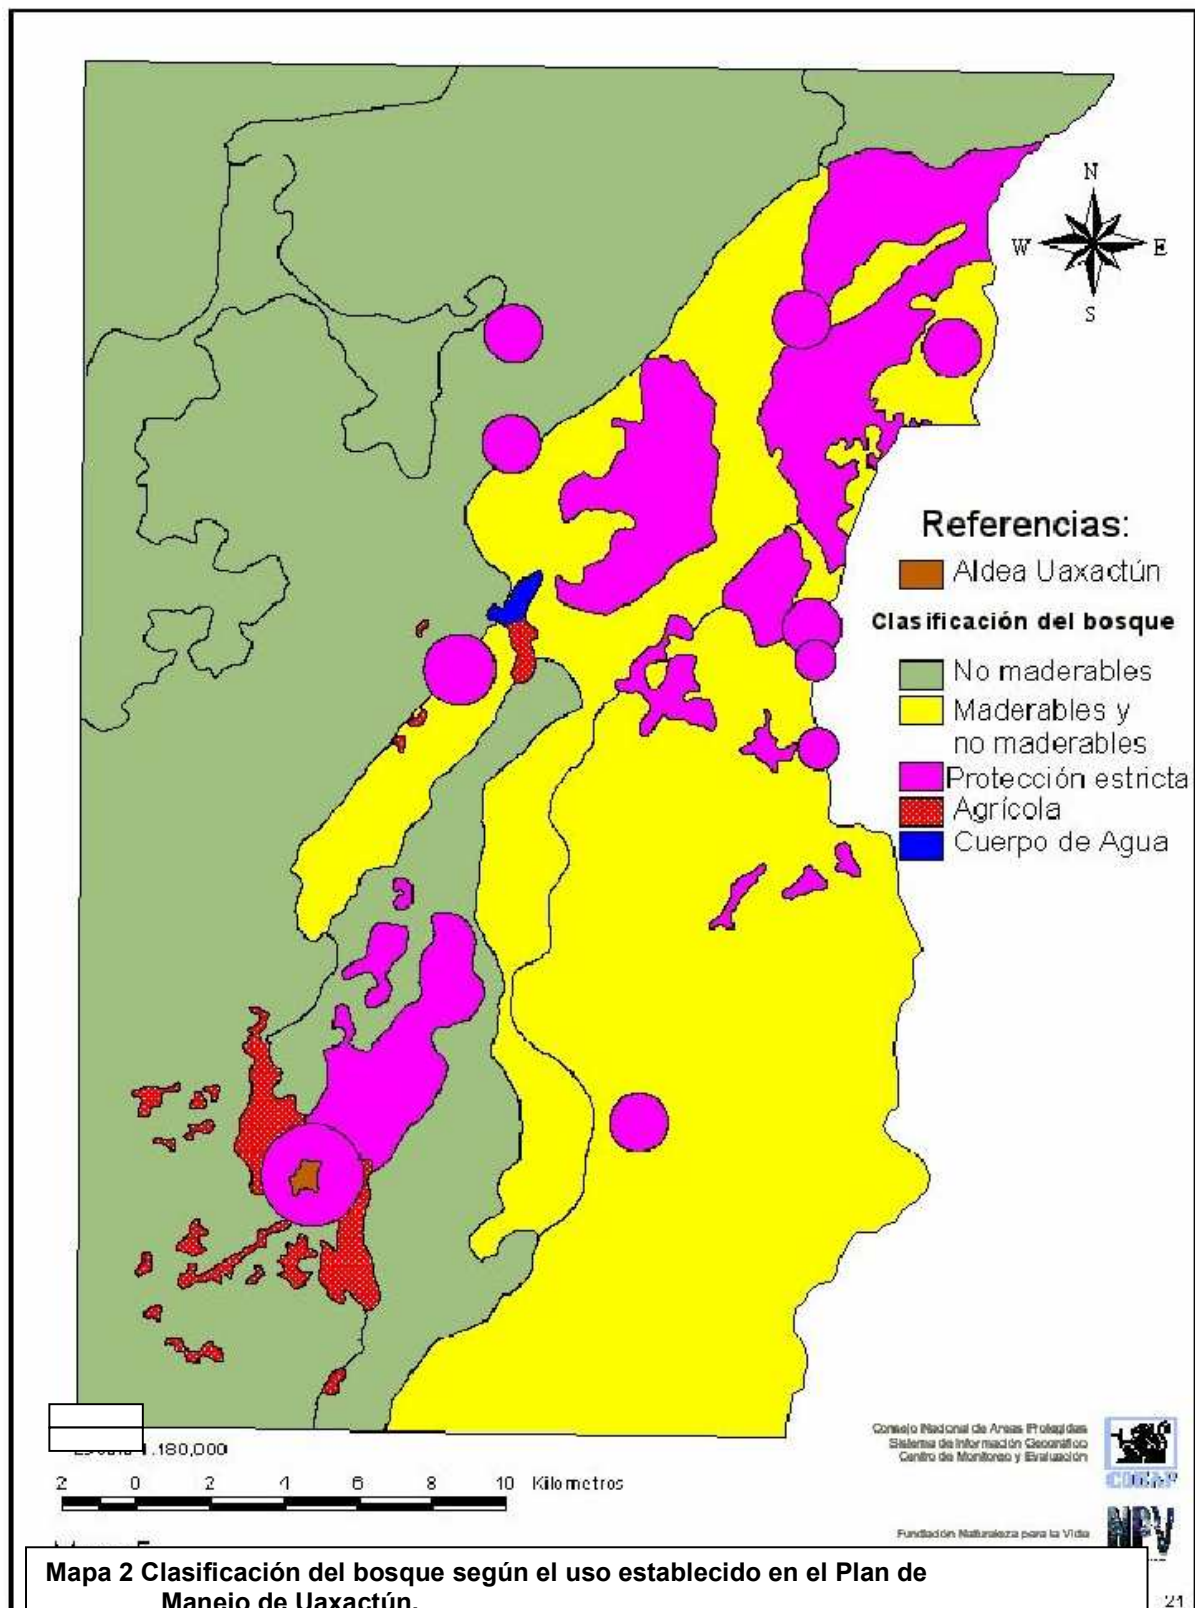 N
W E
S
Referencias:
Aldea Uaxactún
Clasificación del bosque
No maderables
Maderables y
no maderables
Protección estricta
Agrícola
Cuerpo de Agua
1:180,000
2 0 2 4 6 8 10 Kilometros
Consejo Nacional de Areas Protegidas
Sistema de Información Geográfico
Centro de Monitoreo y Evaluación
CONAP
Fundación Naturaleza para la Vida
NPV
Mapa 2 Clasificación del bosque según el uso establecido en el Plan de
Manejo de Uaxactún.
21